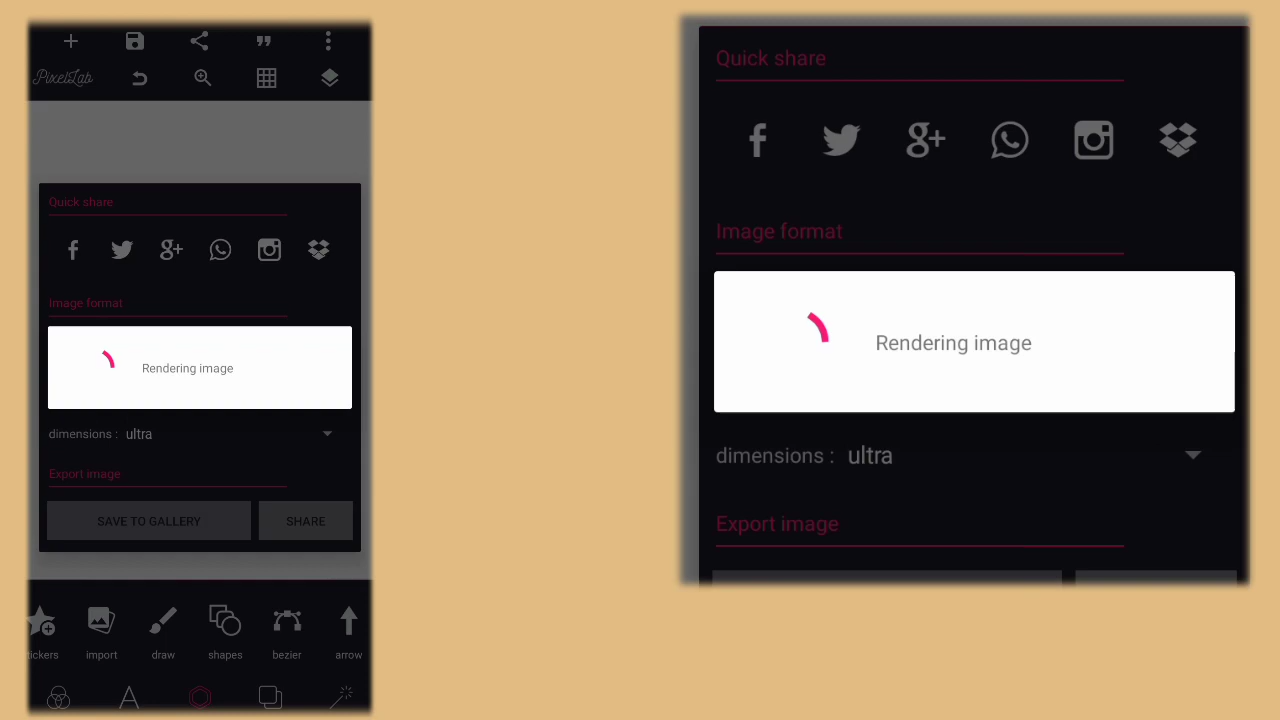 PixelLab
Quick share
Image format
Rendering image
dimensions : ultra
Export image
SAVE TO GALLERY SHARE
tickers import draw shapes bezier arrow
Quick share
Image format
Rendering image
dimensions : ultra
Export image